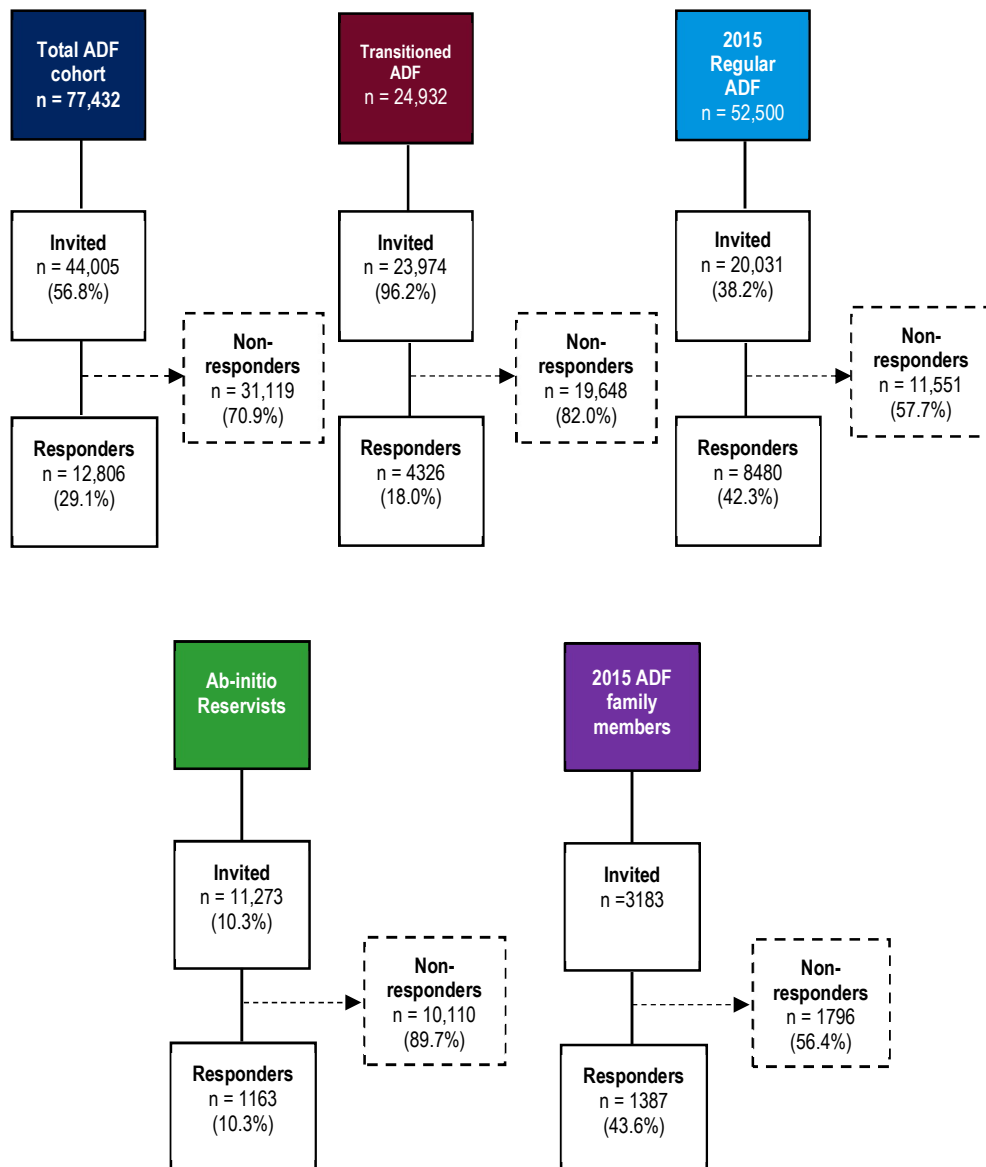 Total ADF
cohort
n = 77,432
Transitioned
ADF
n = 24,932
2015
Regular
ADF
n = 52,500
Invited
n = 44,005
(56.8%)
Invited
n = 23,974
(96.2%)
Invited
n = 20,031
(38.2%)
Non-
responders
n = 31,119
(70.9%)
Non-
responders
n = 19,648
(82.0%)
Non-
responders
n = 11,551
(57.7%)
Responders
n = 12,806
(29.1%)
Responders
n = 4326
(18.0%)
Responders
n = 8480
(42.3%)
Ab-initio
Reservists
2015 ADF
family
members
Invited
n = 11,273
(10.3%)
Invited
n =3183
Non-
responders
n = 10,110
(89.7%)
Non-
responders
n = 1796
(56.4%)
Responders
n = 1163
(10.3%)
Responders
n = 1387
(43.6%)